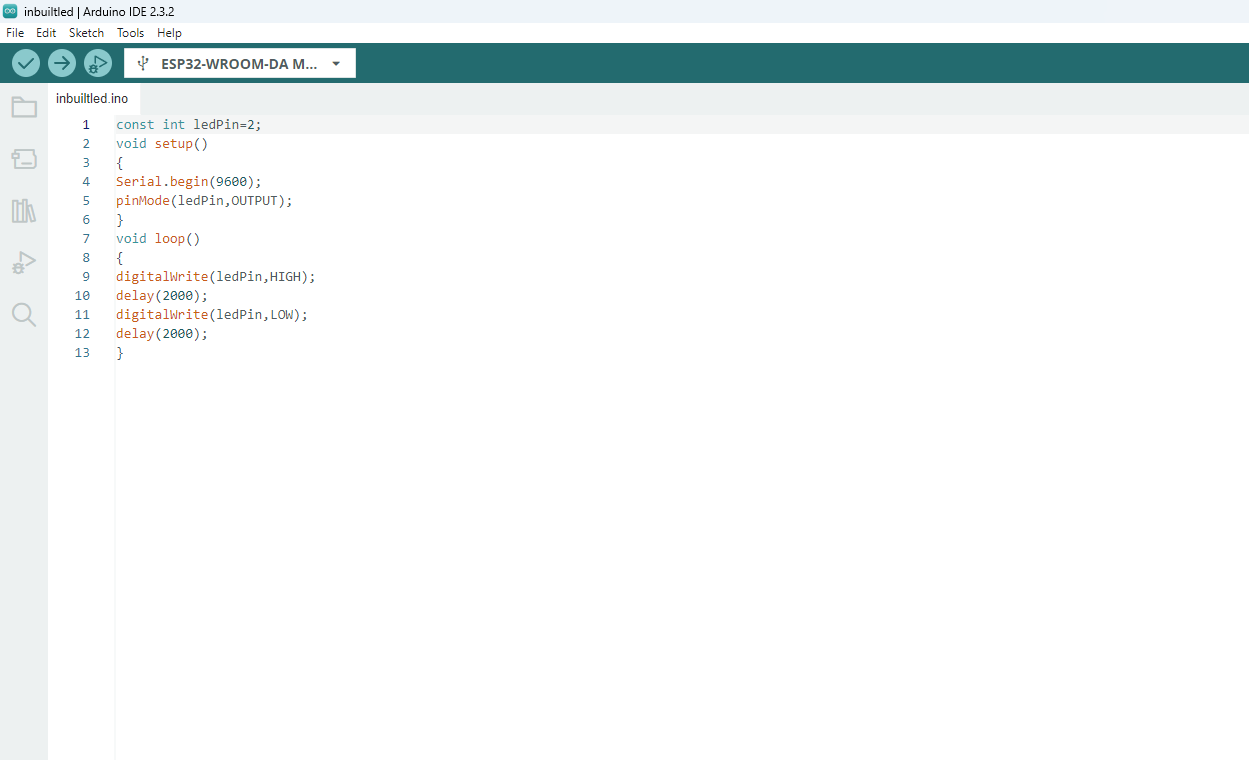 inbuiltled | Arduino IDE 2.3.2
File Edit Sketch Tools Help
ESP32-WROOM-DA M...
inbuiltled.ino
1 const int ledPin=2;
2 void setup()
3 {
4 Serial.begin(9600);
5 pinMode(ledPin,OUTPUT);
6 }
7 void loop()
8 {
9 digitalWrite(ledPin,HIGH);
10 delay(2000);
11 digitalWrite(ledPin,LOW);
12 delay(2000);
13 }